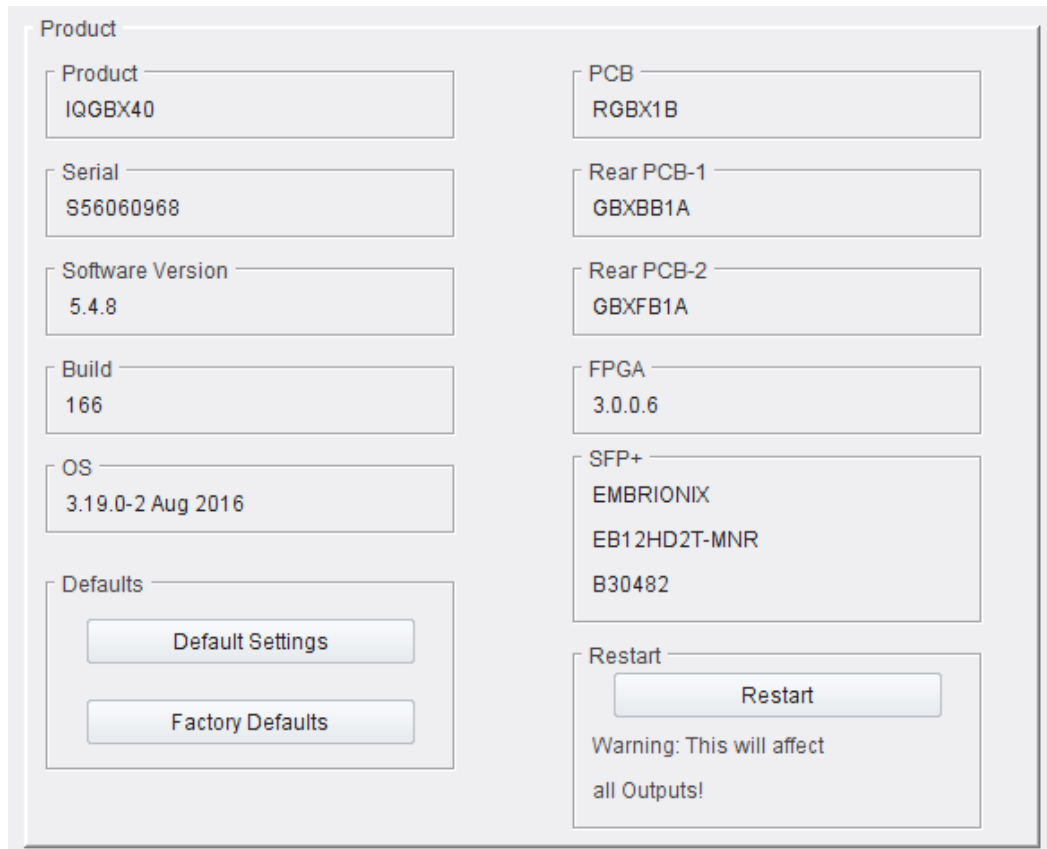 Product
Product
IQGBX40
Serial
S56060968
Software Version
5.4.8
Build
166
OS
3.19.0-2 Aug 2016
Defaults
Default Settings
Factory Defaults
PCB
RGBX1B
Rear PCB-1
GBXBB1A
Rear PCB-2
GBXFB1A
FPGA
3.0.0.6
SFP+
EMBRIONIX
EB12HD2T-MNR
B30482
Restart
Restart
Warning: This will affect
all Outputs!